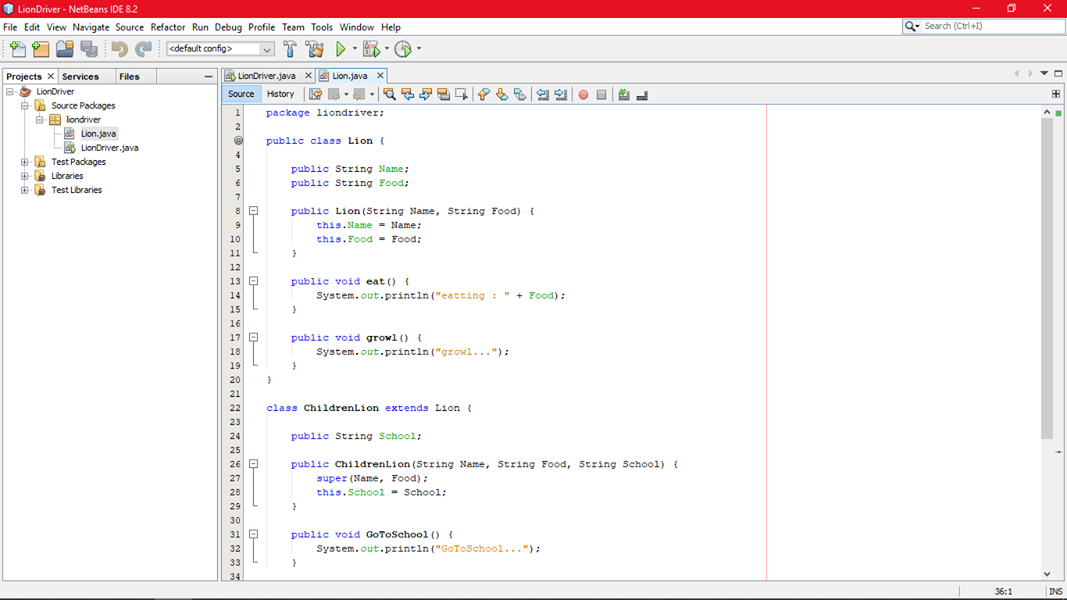 LionDriver - NetBeans IDE 8.2
File Edit View Navigate Source Refactor Run Debug Profile Team Tools Window Help
Search (Ctrl+I)
<default config>
Projects Services Files
LionDriver
Source Packages
liondriver
Lion.java
LionDriver.java
Test Packages
Libraries
Test Libraries
LionDriver.java Lion.java
Source History
1 package liondriver;
2
3 public class Lion {
4
5 public String Name;
6 public String Food;
7
8 public Lion(String Name, String Food) {
9 this.Name = Name;
10 this.Food = Food;
11 }
12
13 public void eat() {
14 System.out.println("eatting : " + Food);
15 }
16
17 public void growl() {
18 System.out.println("growl...");
19 }
20 }
21
22 class ChildrenLion extends Lion {
23
24 public String School;
25
26 public ChildrenLion(String Name, String Food, String School) {
27 super(Name, Food);
28 this.School = School;
29 }
30
31 public void GoToSchool() {
32 System.out.println("GoToSchool...");
33 }
34
36:1 INS